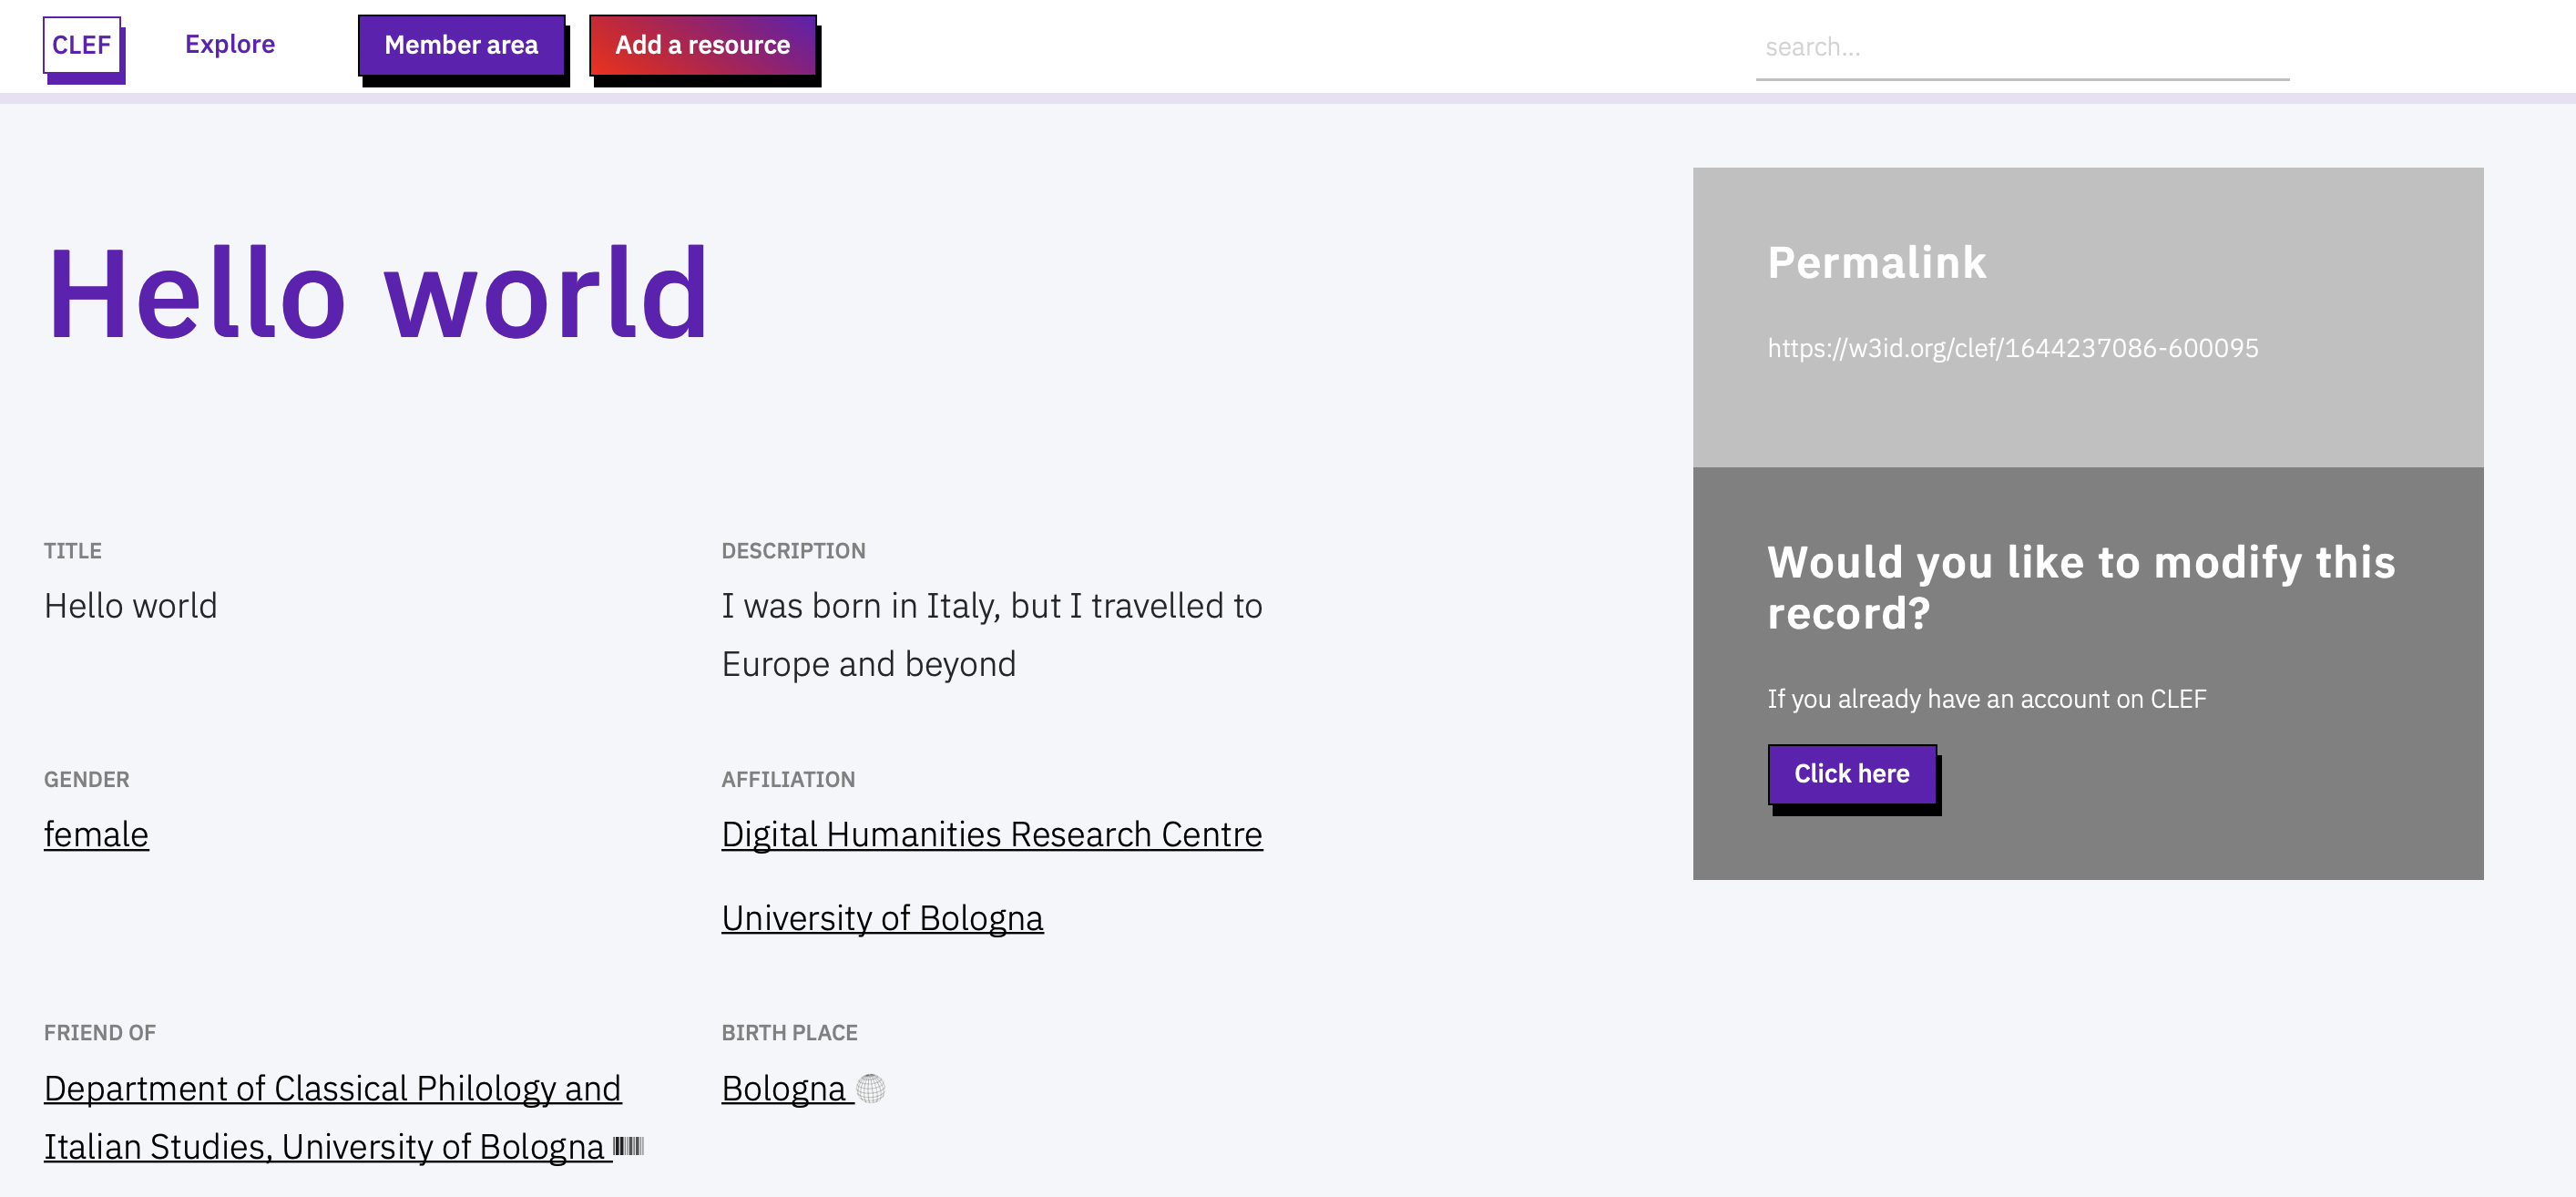 CLEF
Explore
Member area
Add a resource
search...
Hello world
Permalink
https://w3id.org/clef/1644237086-600095
Would you like to modify this
record?
If you already have an account on CLEF
Click here
TITLE
Hello world
DESCRIPTION
I was born in Italy, but I travelled to
Europe and beyond
GENDER
female
AFFILIATION
Digital Humanities Research Centre
University of Bologna
FRIEND OF
Department of Classical Philology and
Italian Studies, University of Bologna
BIRTH PLACE
Bologna